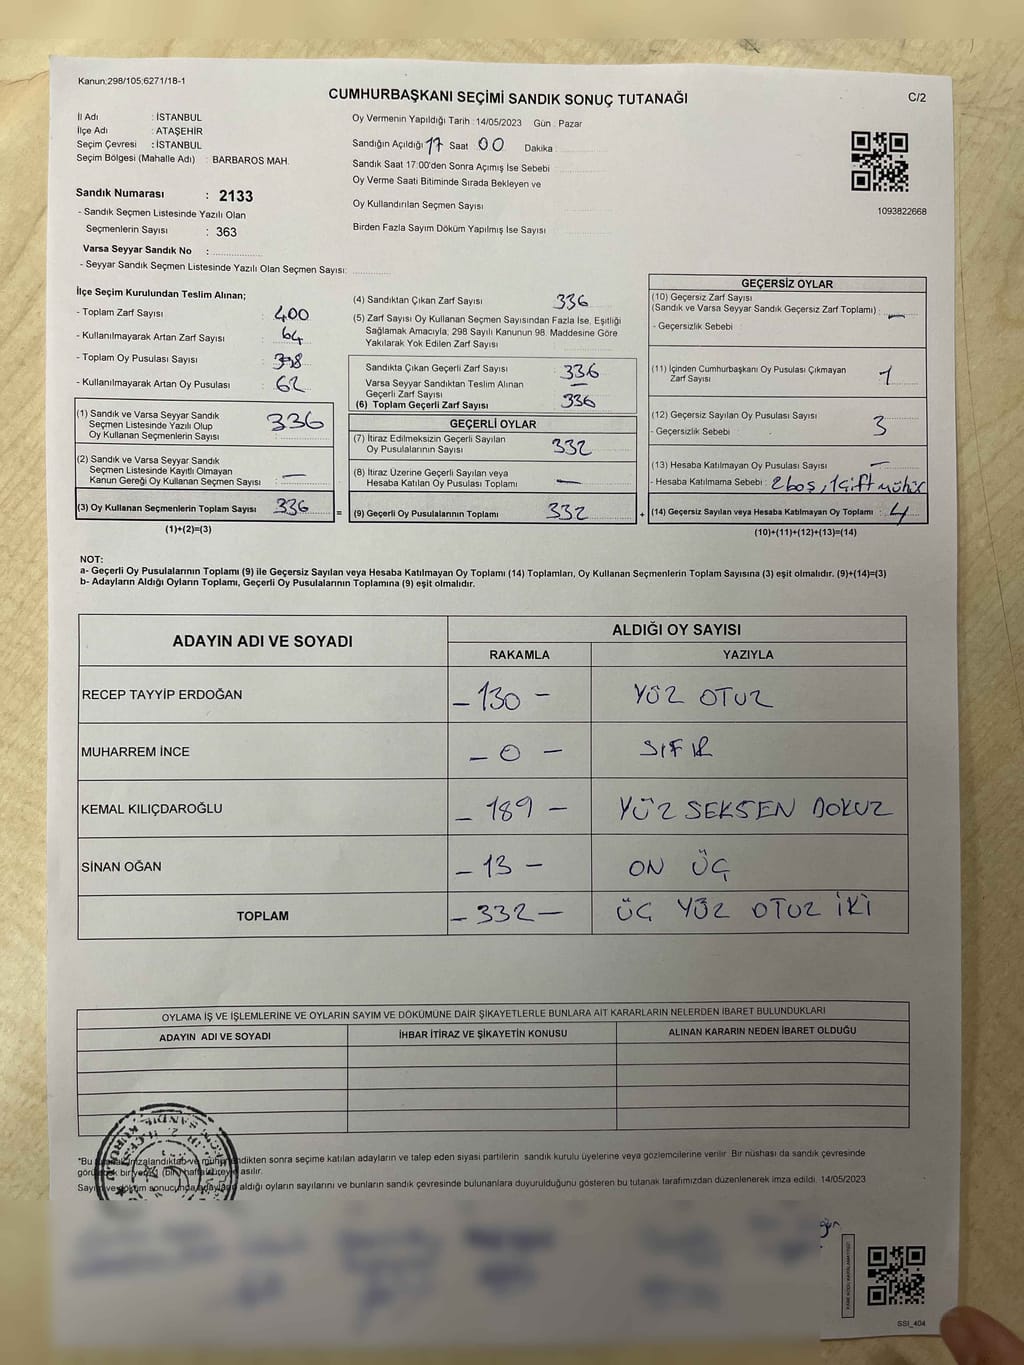 Kanun;298/105;6271/18-1
CUMHURBAŞKANI SEÇİMİ SANDIK SONUÇ TUTANAĞI
C/2
İl Adı : İSTANBUL
İlçe Adı : ATAŞEHİR
Seçim Çevresi : İSTANBUL
Seçim Bölgesi (Mahalle Adı) : BARBAROS MAH.
Oy Vermenin Yapıldığı Tarih : 14/05/2023 Gün : Pazar
Sandığın Açıldığı 17 Saat 00 Dakika :
Sandık Saat 17:00'den Sonra Açımış İse Sebebi
Oy Verme Saati Bitiminde Sırada Bekleyen ve
Oy Kullandırılan Seçmen Sayısı
Birden Fazla Sayım Döküm Yapılmış İse Sayısı
1093822668
Sandık Numarası : 2133
- Sandık Seçmen Listesinde Yazılı Olan
Seçmenlerin Sayısı : 363
Varsa Seyyar Sandık No :
- Seyyar Sandık Seçmen Listesinde Yazılı Olan Seçmen Sayısı:
İlçe Seçim Kurulundan Teslim Alınan;
- Toplam Zarf Sayısı : 400
- Kullanılmayarak Artan Zarf Sayısı : 64
- Toplam Oy Pusulası Sayısı :
- Kullanılmayarak Artan Oy Pusulası : 62
(1) Sandık ve Varsa Seyyar Sandık
Seçmen Listesinde Yazılı Olup
Oy Kullanan Seçmenlerin Sayısı : 336
(2) Sandık ve Varsa Seyyar Sandık
Seçmen Listesinde Kayıtlı Olmayan
Kanun Gereği Oy Kullanan Seçmen Sayısı : —
(3) Oy Kullanan Seçmenlerin Toplam Sayısı 336 =
(1)+(2)=(3)
(4) Sandıktan Çıkan Zarf Sayısı 336
(5) Zarf Sayısı Oy Kullanan Seçmen Sayısından Fazla İse, Eşitliği
Sağlamak Amacıyla, 298 Sayılı Kanunun 98. Maddesine Göre
Yakılarak Yok Edilen Zarf Sayısı
Sandıkta Çıkan Geçerli Zarf Sayısı 336
Varsa Seyyar Sandıktan Teslim Alınan
Geçerli Zarf Sayısı —
(6) Toplam Geçerli Zarf Sayısı 336
GEÇERLİ OYLAR
(7) İtiraz Edilmeksizin Geçerli Sayılan
Oy Pusulalarının Sayısı 332
(8) İtiraz Üzerine Geçerli Sayılan veya
Hesaba Katılan Oy Pusulası Toplamı —
(9) Geçerli Oy Pusulalarının Toplamı 332 +
GEÇERSİZ OYLAR
(10) Geçersiz Zarf Sayısı
(Sandık ve Varsa Seyyar Sandık Geçersiz Zarf Toplamı) : —
- Geçersizlik Sebebi :
(11) İçinden Cumhurbaşkanı Oy Pusulası Çıkmayan
Zarf Sayısı 1
(12) Geçersiz Sayılan Oy Pusulası Sayısı 3
- Geçersizlik Sebebi :
(13) Hesaba Katılmayan Oy Pusulası Sayısı —
- Hesaba Katılmama Sebebi : 2 boş, 1 çift mühür
(14) Geçersiz Sayılan veya Hesaba Katılmayan Oy Toplamı : 4
(10)+(11)+(12)+(13)=(14)
NOT:
a- Geçerli Oy Pusulalarının Toplamı (9) ile Geçersiz Sayılan veya Hesaba Katılmayan Oy Toplamı (14) Toplamları, Oy Kullanan Seçmenlerin Toplam Sayısına (3) eşit olmalıdır. (9)+(14)=(3)
b- Adayların Aldığı Oyların Toplamı, Geçerli Oy Pusulalarının Toplamına (9) eşit olmalıdır.
ADAYIN ADI VE SOYADI
ALDIĞI OY SAYISI
RAKAMLA YAZIYLA
RECEP TAYYİP ERDOĞAN - 130 - YÜZ OTUZ
MUHARREM İNCE - 0 - SIFIR
KEMAL KILIÇDAROĞLU - 189 - YÜZ SEKSEN DOKUZ
SİNAN OĞAN - 13 - ON ÜÇ
TOPLAM - 332 - ÜÇ YÜZ OTUZ İKİ
OYLAMA İŞ VE İŞLEMLERİNE VE OYLARIN SAYIM VE DÖKÜMÜNE DAİR ŞİKAYETLERLE BUNLARA AİT KARARLARIN NELERDEN İBARET BULUNDUKLARI
ADAYIN ADI VE SOYADI İHBAR İTİRAZ VE ŞİKAYETİN KONUSU ALINAN KARARIN NEDEN İBARET OLDUĞU
*Bu sonra seçime katılan adayların ve talep eden siyasi partilerin sandık kurulu üyelerine veya gözlemcilerine verilir. Bir nüshası da sandık çevresinde
asılır.
aldığı oyların sayılarını ve bunların sandık çevresinde bulunanlara duyurulduğunu gösteren bu tutanak tarafımızdan düzenlenerek imza edildi. 14/05/2023
SSI_404